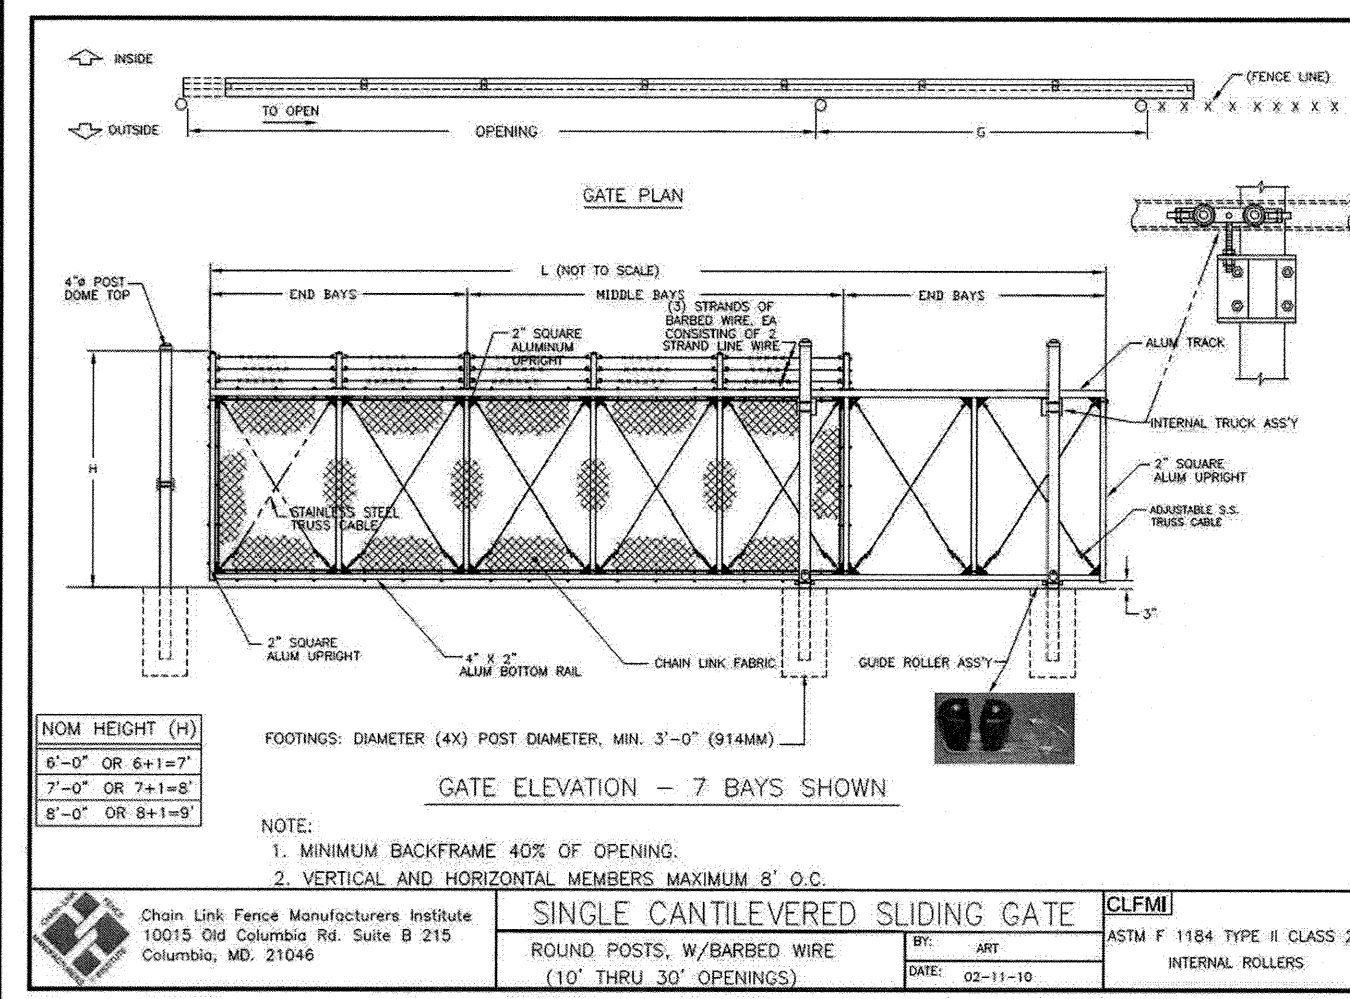 INSIDE
(FENCE LINE)
TO OPEN
X X X X X X X X X
OUTSIDE
OPENING
G
GATE PLAN
L (NOT TO SCALE)
4"ø POST
DOME TOP
END BAYS
MIDDLE BAYS
END BAYS
(3) STRANDS OF
BARBED WIRE, EA
CONSISTING OF 2
STRAND LINE WIRE
2" SQUARE
ALUMINUM
UPRIGHT
ALUM TRACK
INTERNAL TRUCK ASS'Y
H
2" SQUARE
ALUM UPRIGHT
STAINLESS STEEL
TRUSS CABLE
ADJUSTABLE S.S.
TRUSS CABLE
3"
2" SQUARE
ALUM UPRIGHT
4" X 2"
ALUM BOTTOM RAIL
CHAIN LINK FABRIC
GUIDE ROLLER ASS'Y
NOM HEIGHT (H)
6'-0" OR 6+1=7'
7'-0" OR 7+1=8'
8'-0" OR 8+1=9'
FOOTINGS: DIAMETER (4X) POST DIAMETER, MIN. 3'-0" (914MM)
GATE ELEVATION - 7 BAYS SHOWN
NOTE:
1. MINIMUM BACKFRAME 40% OF OPENING.
2. VERTICAL AND HORIZONTAL MEMBERS MAXIMUM 8' O.C.
CHAIN LINK FENCE
MANUFACTURERS INSTITUTE
Chain Link Fence Manufacturers Institute
10015 Old Columbia Rd. Suite B 215
Columbia, MD. 21046
SINGLE CANTILEVERED SLIDING GATE
ROUND POSTS, W/BARBED WIRE
(10' THRU 30' OPENINGS)
BY: ART
DATE: 02-11-10
CLFMI
ASTM F 1184 TYPE II CLASS 2
INTERNAL ROLLERS